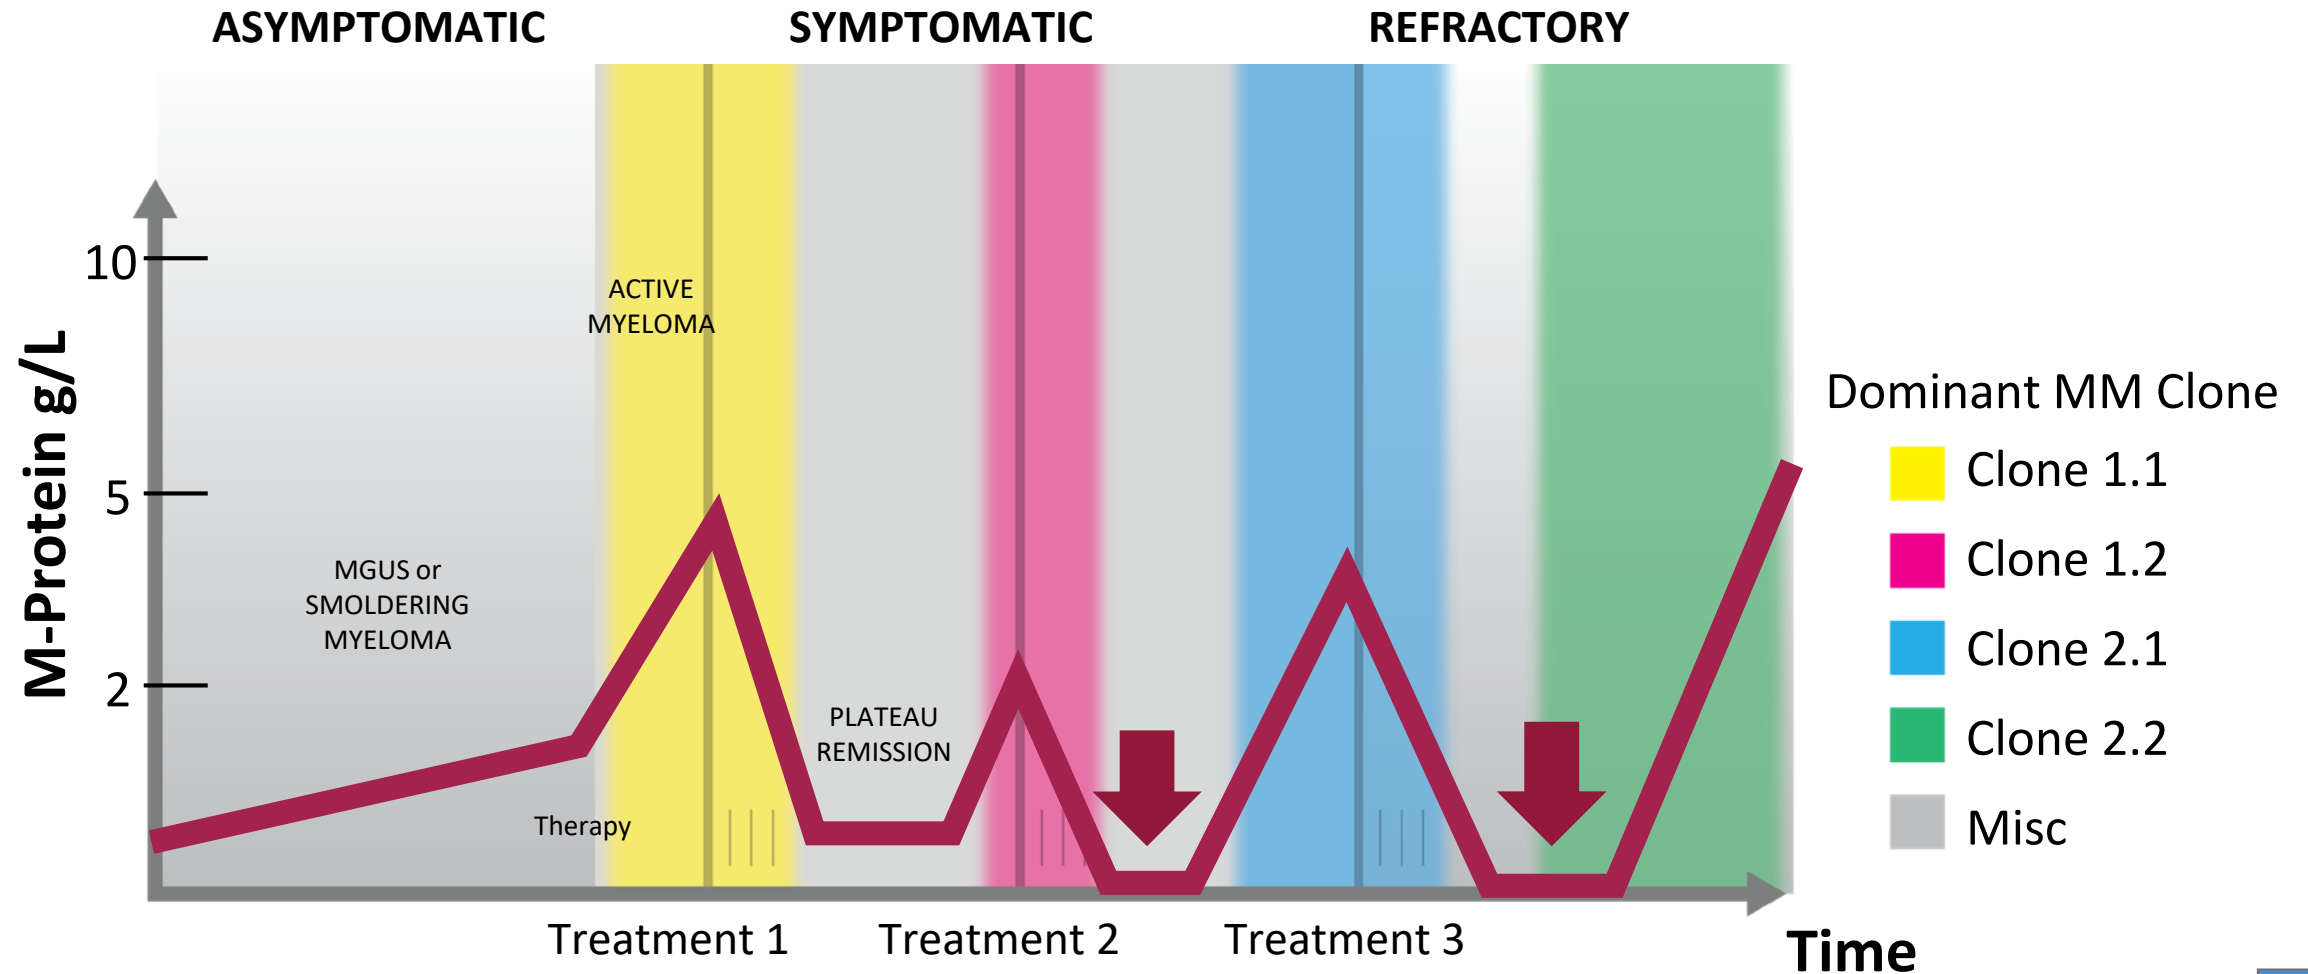 ASYMPTOMATIC
SYMPTOMATIC
REFRACTORY
M-Protein g/L
10
5
2
ACTIVE
MYELOMA
MGUS or
SMOLDERING
MYELOMA
PLATEAU
REMISSION
Therapy
Treatment 1
Treatment 2
Treatment 3
Time
Dominant MM Clone
Clone 1.1
Clone 1.2
Clone 2.1
Clone 2.2
Misc